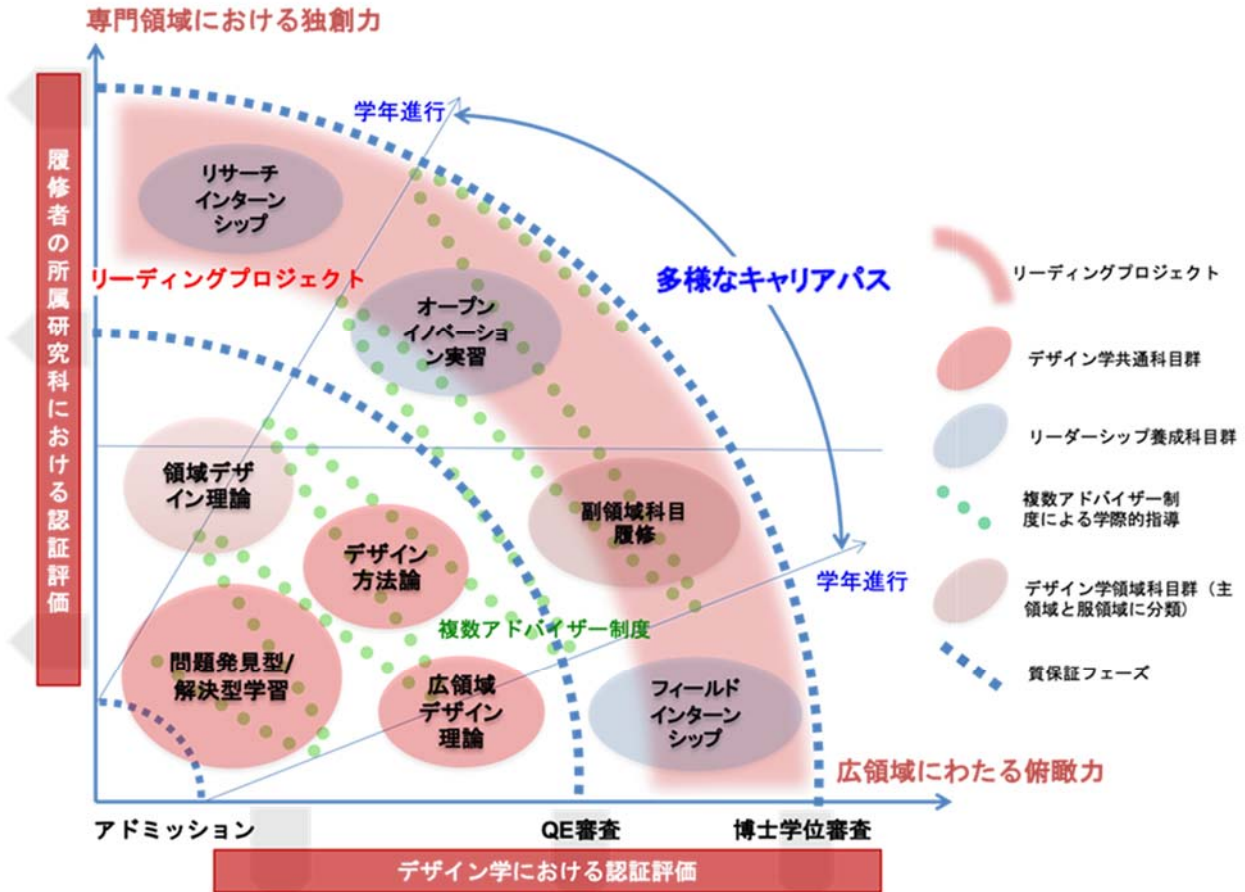 専門領域における独創力
履修者の所属研究科における認証評価
学年進行
リサーチ
インターン
シップ
リーディングプロジェクト
オープン
イノベーショ
ン実習
多様なキャリアパス
領域デザ
イン理論
デザイン
方法論
副領域科目
履修
学年進行
複数アドバイザー制度
問題発見型/
解決型学習
広領域
デザイン
理論
フィールド
インターン
シップ
広領域にわたる俯瞰力
アドミッション
QE審査
博士学位審査
デザイン学における認証評価
リーディングプロジェクト
デザイン学共通科目群
リーダーシップ養成科目群
複数アドバイザー制
度による学際的指導
デザイン学領域科目群（主
領域と服領域に分類）
質保証フェーズ